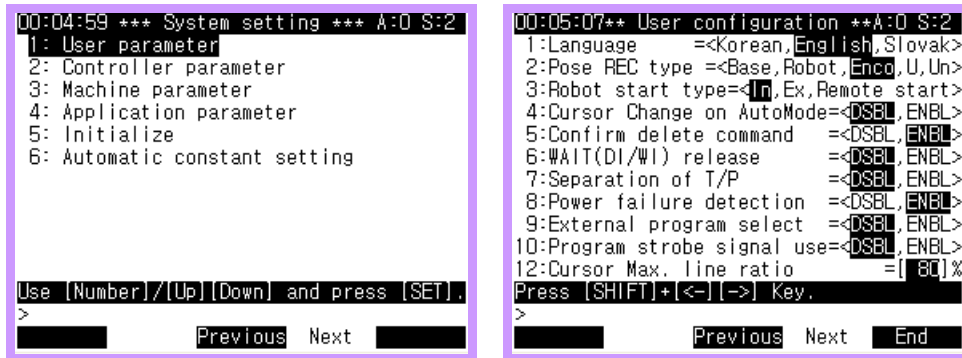 00:04:59 *** System setting *** A:0 S:2
1: User parameter
2: Controller parameter
3: Machine parameter
4: Application parameter
5: Initialize
6: Automatic constant setting
Use [Number]/[Up][Down] and press [SET].
>
Previous Next
00:05:07** User configuration **A:0 S:2
1:Language =<Korean,English,Slovak>
2:Pose REC type =<Base,Robot,Enco,U,Un>
3:Robot start type=<In,Ex,Remote start>
4:Cursor Change on AutoMode=<DSBL,ENBL>
5:Confirm delete command =<DSBL,ENBL>
6:WAIT(DI/WI) release =<DSBL,ENBL>
7:Separation of T/P =<DSBL,ENBL>
8:Power failure detection =<DSBL,ENBL>
9:External program select =<DSBL,ENBL>
10:Program strobe signal use=<DSBL,ENBL>
12:Cursor Max. line ratio =[ 80]%
Press [SHIFT]+[<-][->] Key.
>
Previous Next End